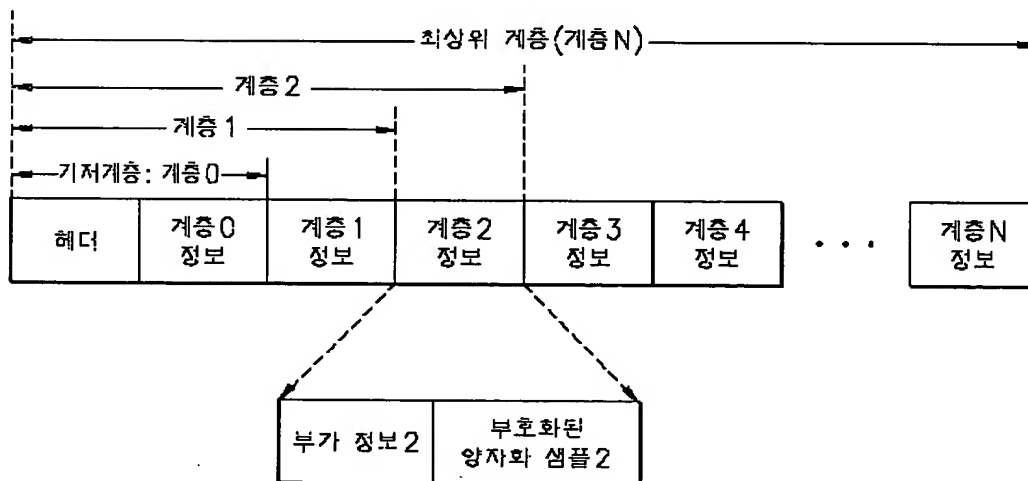 최상위 계층(계층N)
계층2
계층1
기저계층: 계층0
헤더
계층0
정보
계층1
정보
계층2
정보
계층3
정보
계층4
정보
• • •
계층N
정보
부가 정보2
부호화된
양자화 샘플2